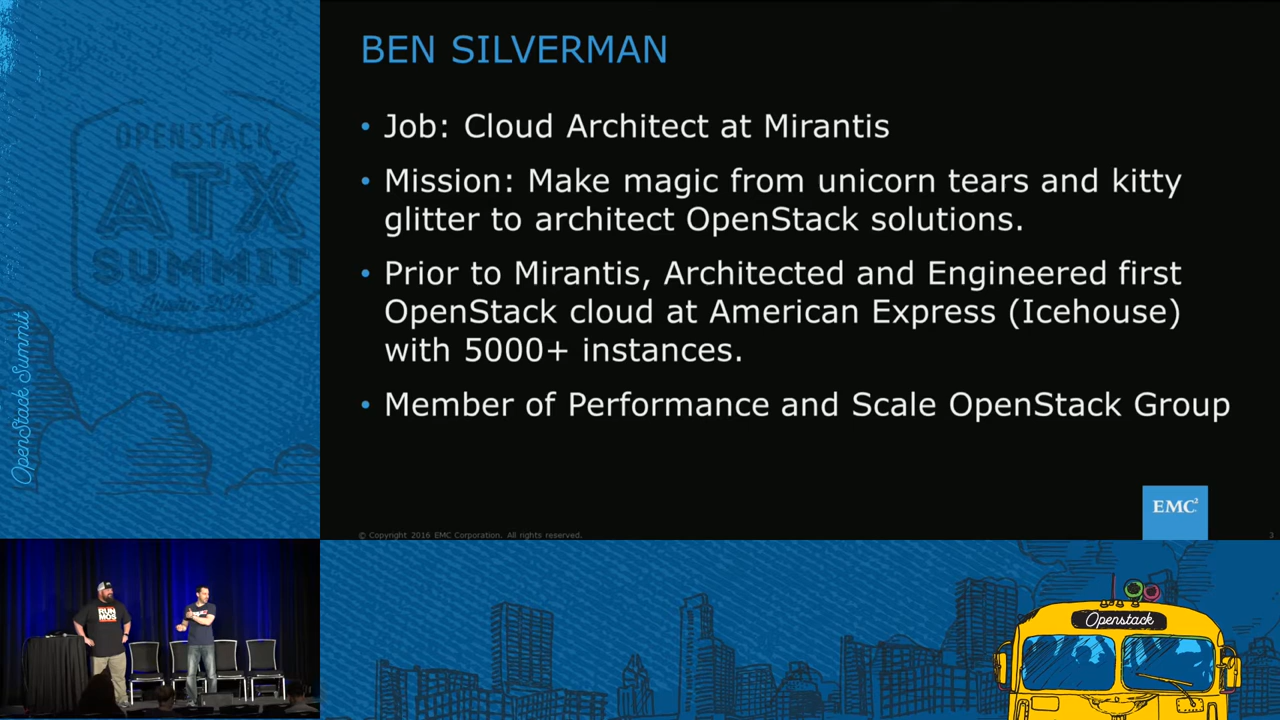 BEN SILVERMAN
• Job: Cloud Architect at Mirantis
• Mission: Make magic from unicorn tears and kitty
glitter to architect OpenStack solutions.
• Prior to Mirantis, Architected and Engineered first
OpenStack cloud at American Express (Icehouse)
with 5000+ instances.
• Member of Performance and Scale OpenStack Group
EMC²
© Copyright 2016 EMC Corporation. All rights reserved.
3
OPENSTACK
ATX
SUMMIT
OpenStack Summit
RUN
MOS
Openstack